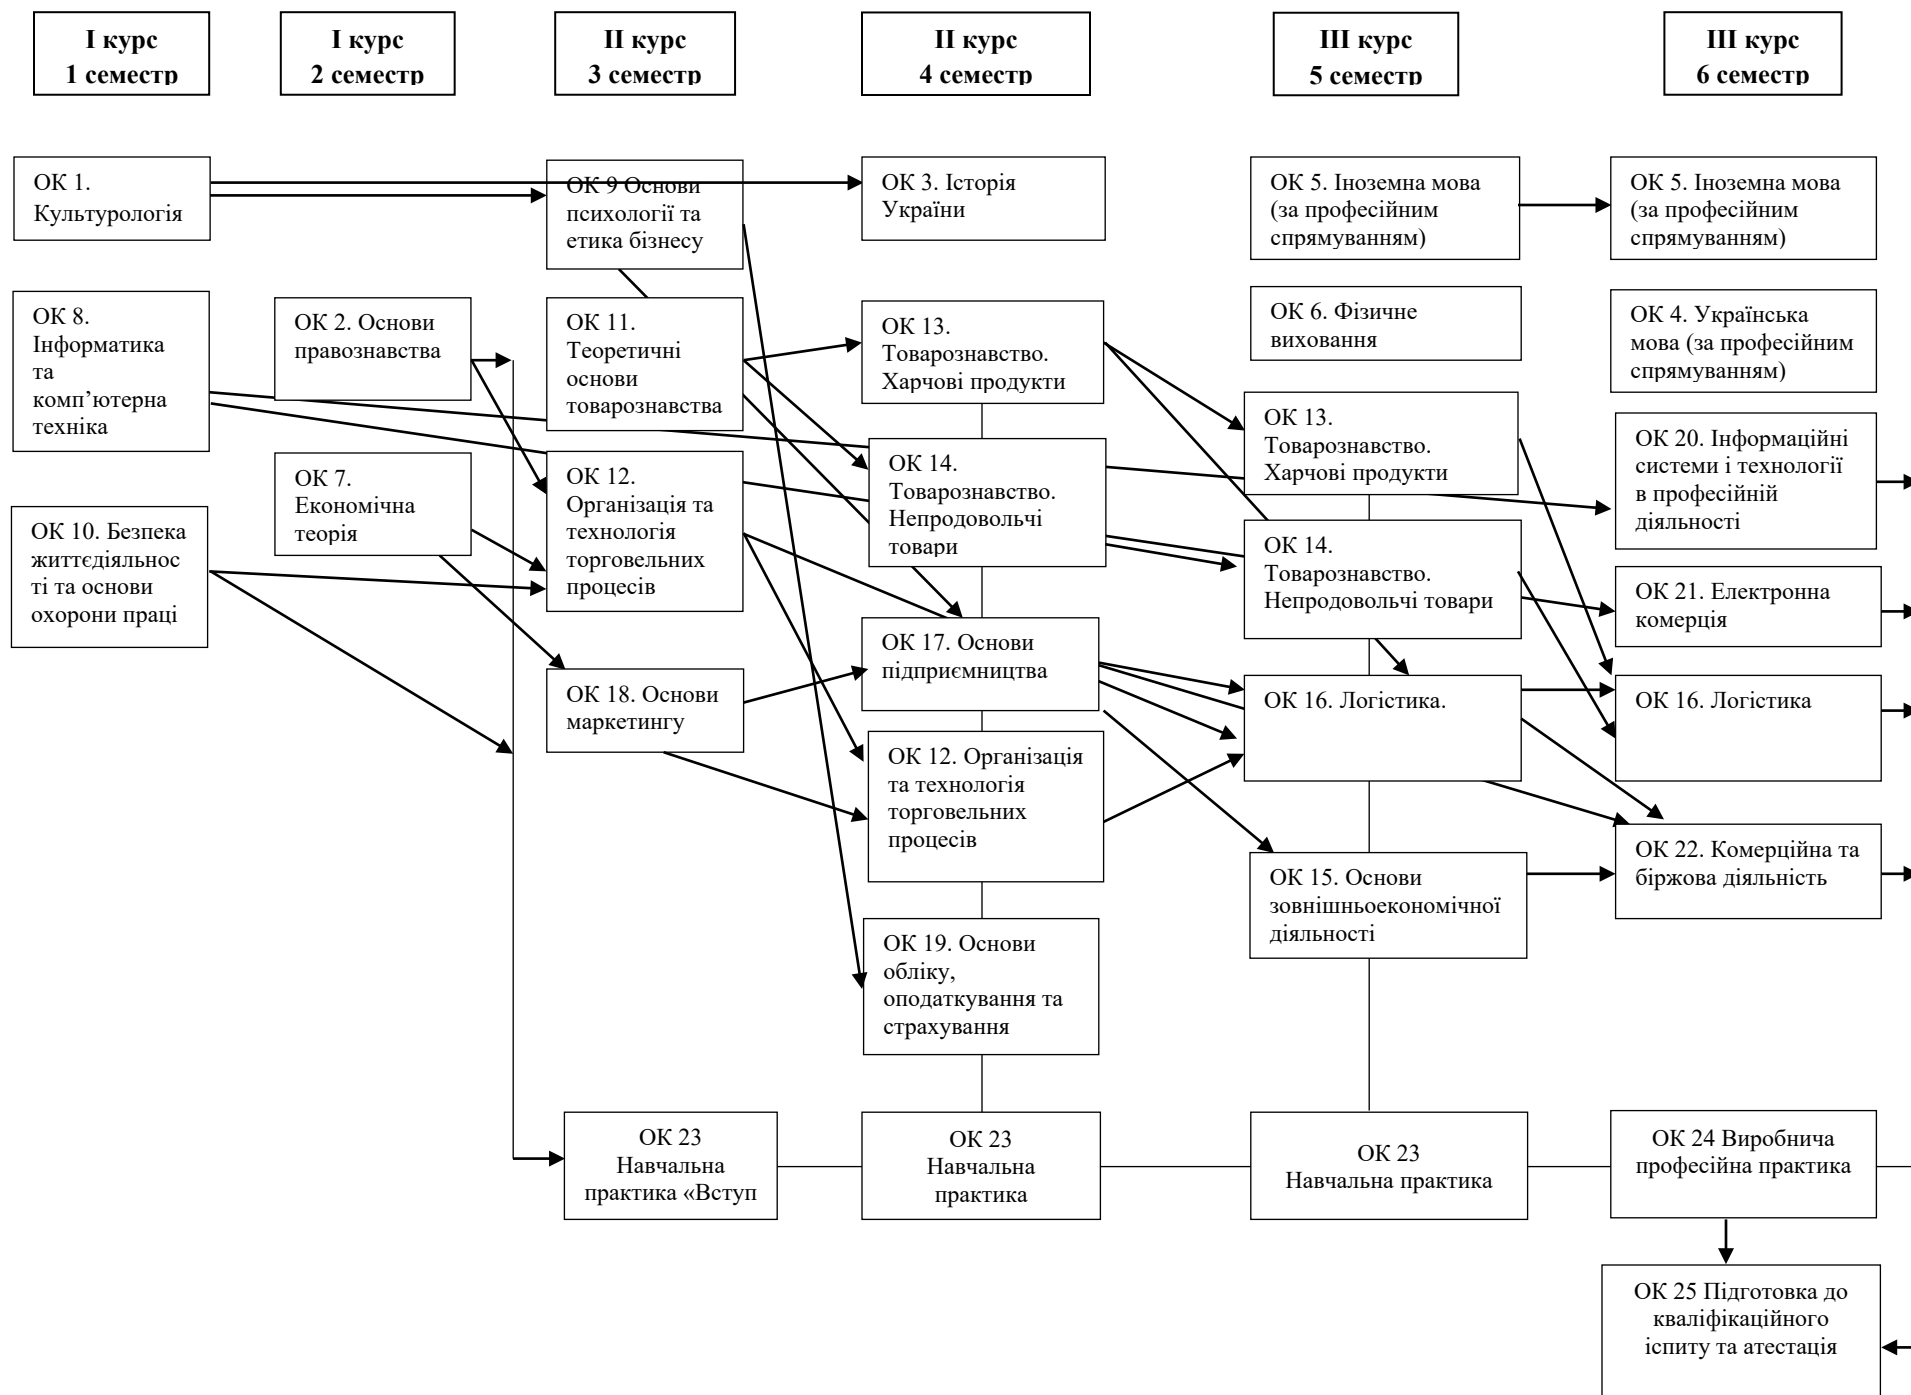 І курс
1 семестр
І курс
2 семестр
ІІ курс
3 семестр
ІІ курс
4 семестр
ІІІ курс
5 семестр
ІІІ курс
6 семестр
ОК 1.
Культурологія
ОК 9 Основи
психології та
етика бізнесу
ОК 3. Історія
України
ОК 5. Іноземна мова
(за професійним
спрямуванням)
ОК 5. Іноземна мова
(за професійним
спрямуванням)
ОК 8.
Інформатика
та
комп’ютерна
техніка
ОК 2. Основи
правознавства
ОК 11.
Теоретичні
основи
товарознавства
ОК 13.
Товарознавство.
Харчові продукти
ОК 6. Фізичне
виховання
ОК 4. Українська
мова (за професійним
спрямуванням)
ОК 10. Безпека
життєдіяльнос
ті та основи
охорони праці
ОК 7.
Економічна
теорія
ОК 12.
Організація та
технологія
торговельних
процесів
ОК 14.
Товарознавство.
Непродовольчі
товари
ОК 13.
Товарознавство.
Харчові продукти
ОК 20. Інформаційні
системи і технології
в професійній
діяльності
ОК 14.
Товарознавство.
Непродовольчі товари
ОК 21. Електронна
комерція
ОК 18. Основи
маркетингу
ОК 17. Основи
підприємництва
ОК 16. Логістика.
ОК 16. Логістика
ОК 12. Організація
та технологія
торговельних
процесів
ОК 15. Основи
зовнішньоекономічної
діяльності
ОК 22. Комерційна та
біржова діяльність
ОК 19. Основи
обліку,
оподаткування та
страхування
ОК 23
Навчальна
практика «Вступ
ОК 23
Навчальна
практика
ОК 23
Навчальна практика
ОК 24 Виробнича
професійна практика
ОК 25 Підготовка до
кваліфікаційного
іспиту та атестація